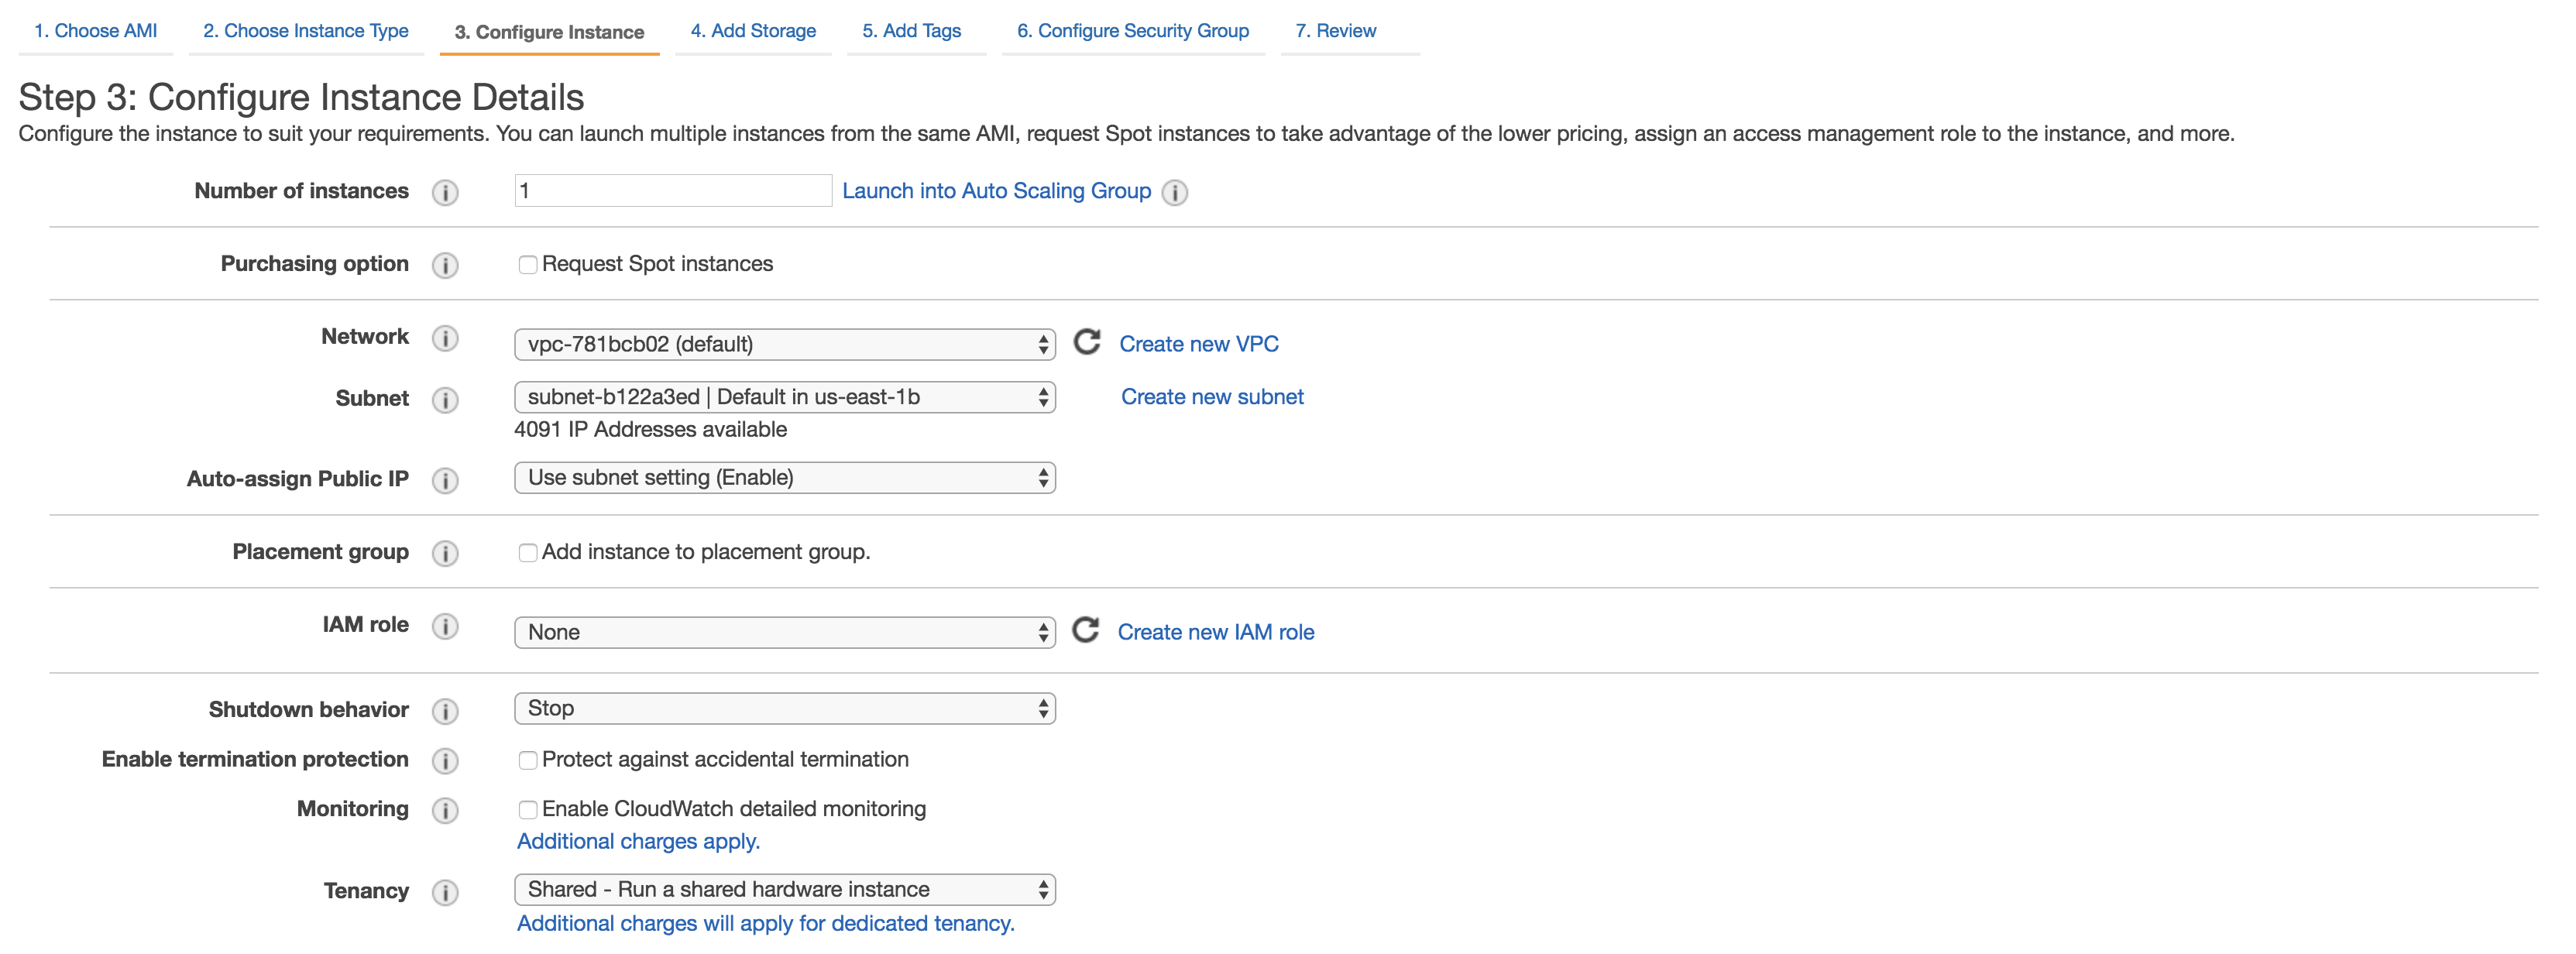 1. Choose AMI 2. Choose Instance Type 3. Configure Instance 4. Add Storage 5. Add Tags 6. Configure Security Group 7. Review
Step 3: Configure Instance Details
Configure the instance to suit your requirements. You can launch multiple instances from the same AMI, request Spot instances to take advantage of the lower pricing, assign an access management role to the instance, and more.
Number of instances i 1 Launch into Auto Scaling Group i
Purchasing option i Request Spot instances
Network i vpc-781bcb02 (default) Create new VPC
Subnet i subnet-b122a3ed | Default in us-east-1b Create new subnet
4091 IP Addresses available
Auto-assign Public IP i Use subnet setting (Enable)
Placement group i Add instance to placement group.
IAM role i None Create new IAM role
Shutdown behavior i Stop
Enable termination protection i Protect against accidental termination
Monitoring i Enable CloudWatch detailed monitoring
Additional charges apply.
Tenancy i Shared - Run a shared hardware instance
Additional charges will apply for dedicated tenancy.